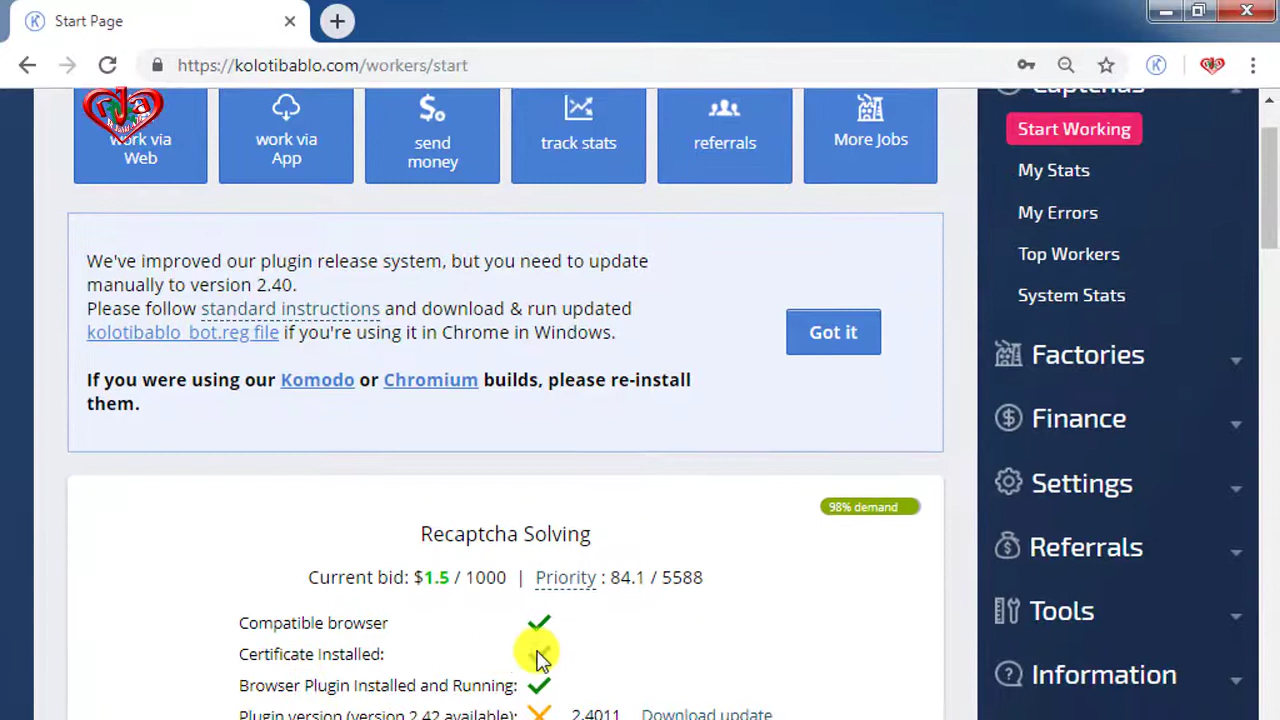 Start Page
https://kolotibablo.com/workers/start
rja
work via
Web
work via
App
send
money
track stats
referrals
More Jobs
We've improved our plugin release system, but you need to update
manually to version 2.40.
Please follow standard instructions and download & run updated
kolotibablo_bot.reg file if you're using it in Chrome in Windows.
If you were using our Komodo or Chromium builds, please re-install
them.
Got it
98% demand
Recaptcha Solving
Current bid: $1.5 / 1000 | Priority : 84.1 / 5588
Compatible browser
Certificate Installed:
Browser Plugin Installed and Running:
Plugin version (version 2.42 available): 2.4011 Download update
Captchas
Start Working
My Stats
My Errors
Top Workers
System Stats
Factories
Finance
Settings
Referrals
Tools
Information